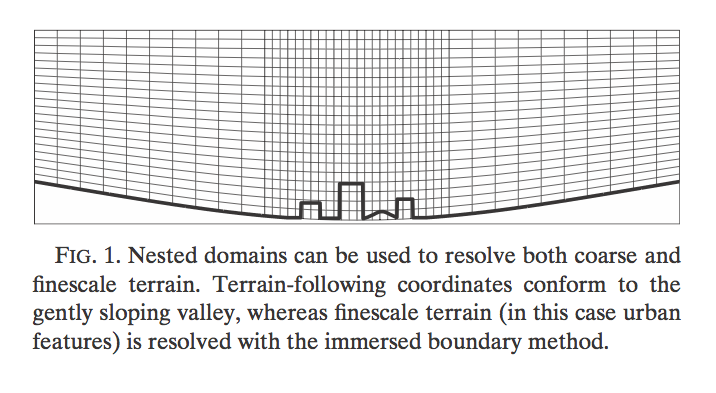 FIG. 1. Nested domains can be used to resolve both coarse and
finescale terrain. Terrain-following coordinates conform to the
gently sloping valley, whereas finescale terrain (in this case urban
features) is resolved with the immersed boundary method.